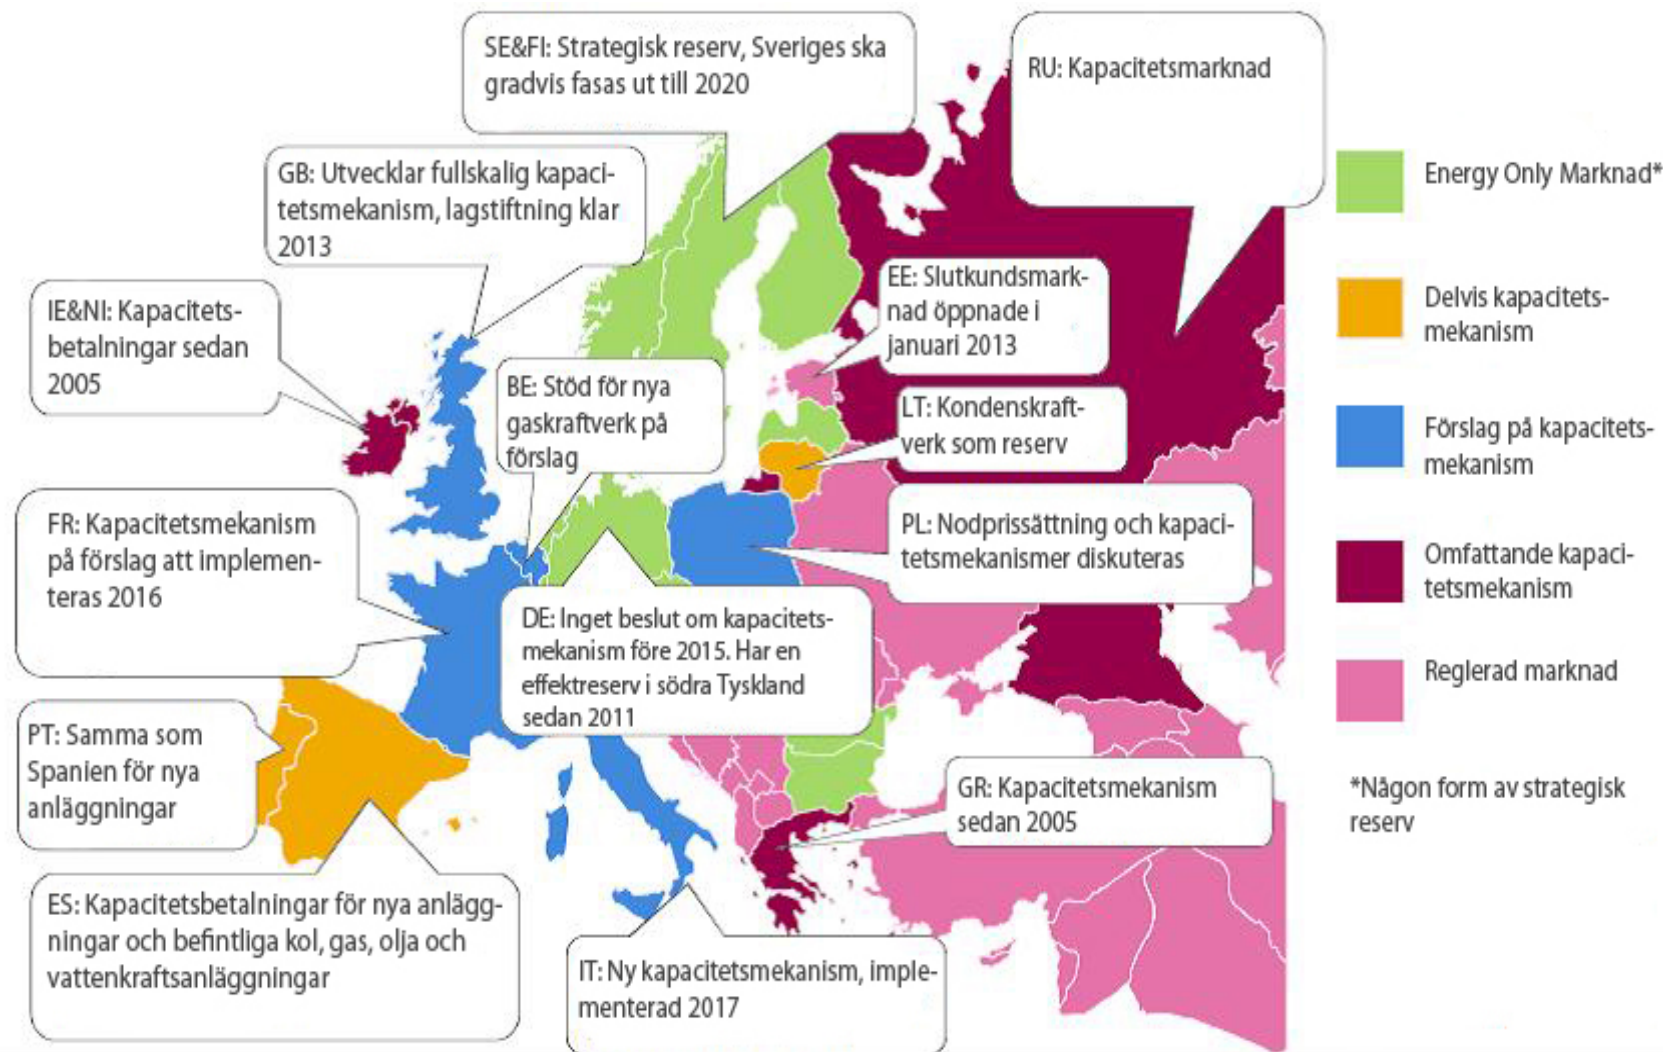 SE&FI: Strategisk reserv, Sveriges ska
gradvis fasas ut till 2020
RU: Kapacitetsmarknad
GB: Utvecklar fullskalig kapaci-
tetsmekanism, lagstiftning klar
2013
IE&NI: Kapacitets-
betalningar sedan
2005
EE: Slutkundsmark-
nad öppnade i
januari 2013
BE: Stöd för nya
gaskraftverk på
förslag
LT: Kondenskraft-
verk som reserv
FR: Kapacitetsmekanism
på förslag att implemen-
teras 2016
PL: Nodprissättning och kapaci-
tetsmekanismer diskuteras
DE: Inget beslut om kapacitets-
mekanism före 2015. Har en
effektreserv i södra Tyskland
sedan 2011
PT: Samma som
Spanien för nya
anläggningar
GR: Kapacitetsmekanism
sedan 2005
ES: Kapacitetsbetalningar för nya anlägg-
ningar och befintliga kol, gas, olja och
vattenkraftsanläggningar
IT: Ny kapacitetsmekanism, imple-
menterad 2017
Energy Only Marknad*
Delvis kapacitets-
mekanism
Förslag på kapacitets-
mekanism
Omfattande kapaci-
tetsmekanism
Reglerad marknad
*Någon form av strategisk
reserv